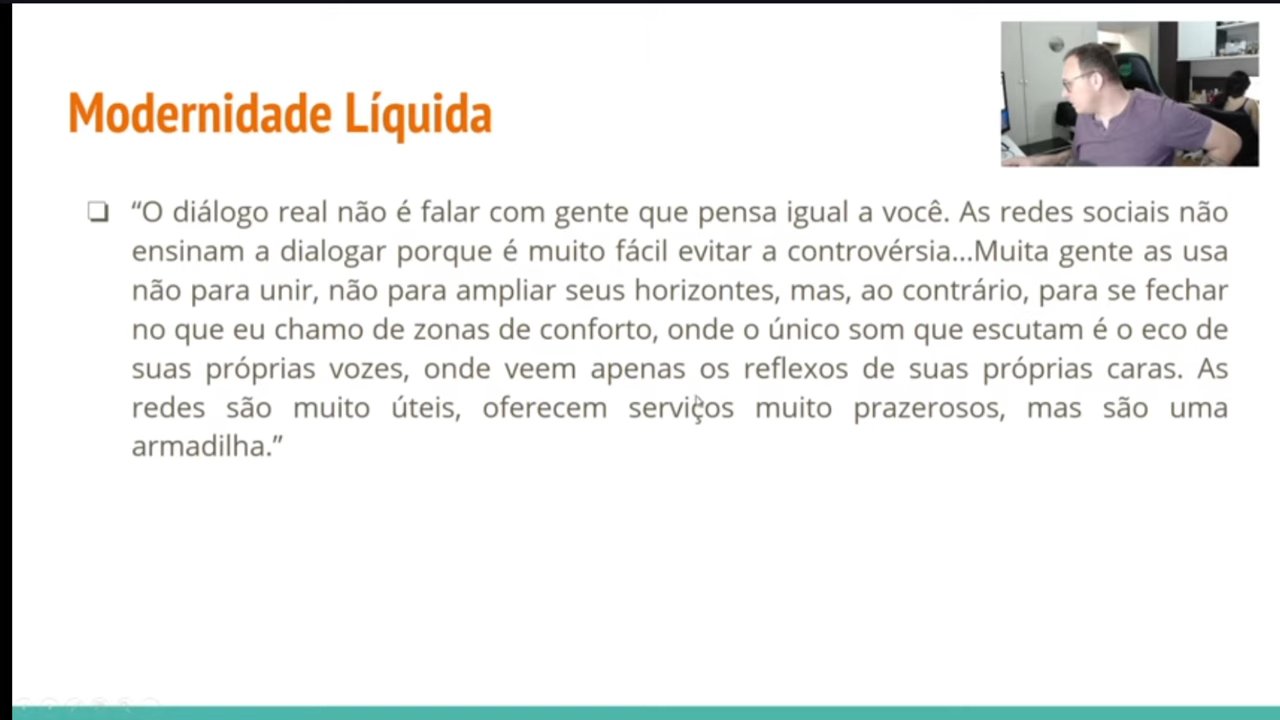 Modernidade Líquida
“O diálogo real não é falar com gente que pensa igual a você. As redes sociais não
ensinam a dialogar porque é muito fácil evitar a controvérsia...Muita gente as usa
não para unir, não para ampliar seus horizontes, mas, ao contrário, para se fechar
no que eu chamo de zonas de conforto, onde o único som que escutam é o eco de
suas próprias vozes, onde veem apenas os reflexos de suas próprias caras. As
redes são muito úteis, oferecem serviços muito prazerosos, mas são uma
armadilha.”